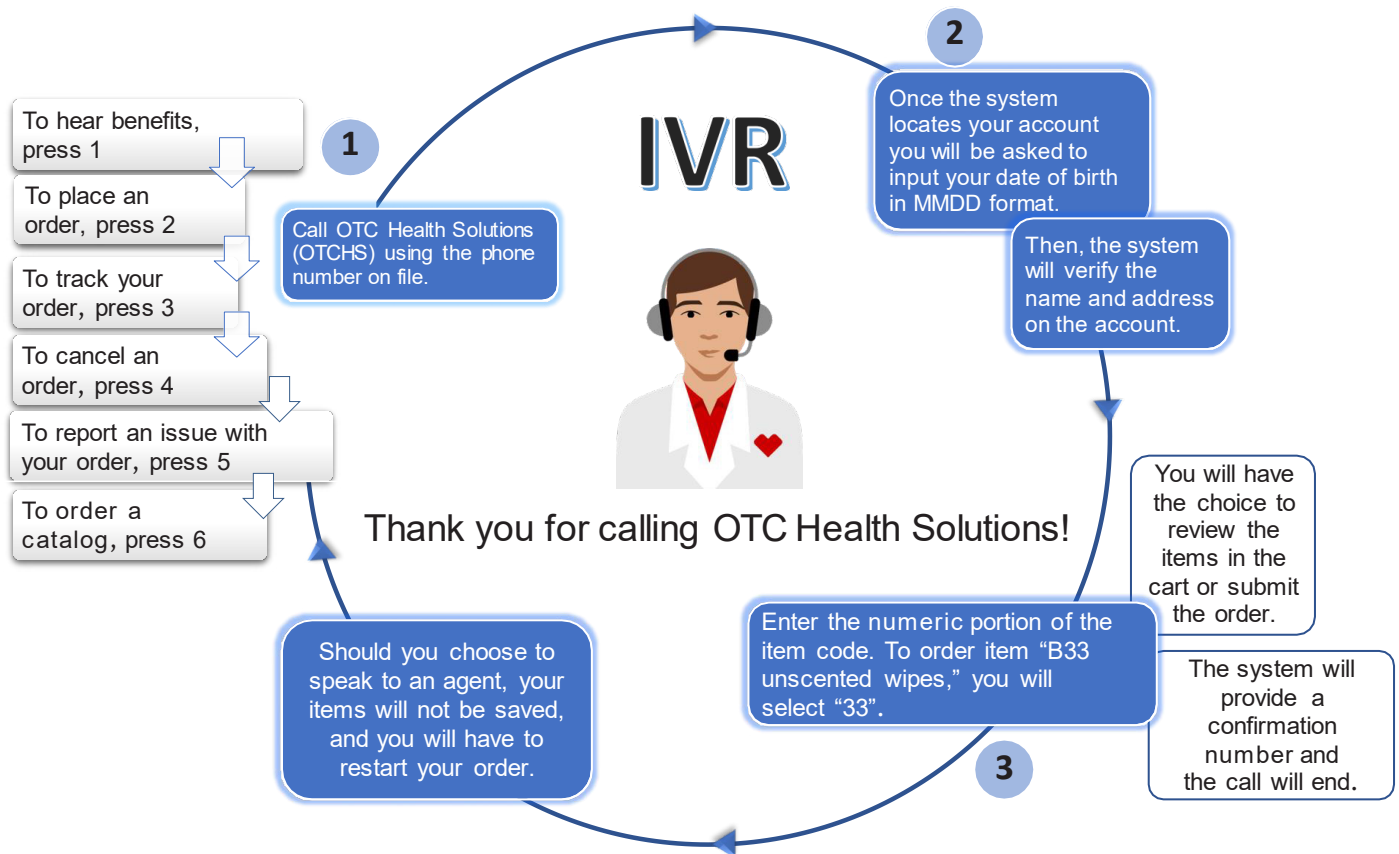 IVR
1
Call OTC Health Solutions
(OTCHS) using the phone
number on file.
To hear benefits,
press 1
To place an
order, press 2
To track your
order, press 3
To cancel an
order, press 4
To report an issue with
your order, press 5
To order a
catalog, press 6
2
Once the system
locates your account
you will be asked to
input your date of birth
in MMDD format.
Then, the system
will verify the
name and address
on the account.
3
Enter the numeric portion of the
item code. To order item “B33
unscented wipes,” you will
select “33”.
You will have
the choice to
review the
items in the
cart or submit
the order.
The system will
provide a
confirmation
number and
the call will end.
Should you choose to
speak to an agent, your
items will not be saved,
and you will have to
restart your order.
Thank you for calling OTC Health Solutions!